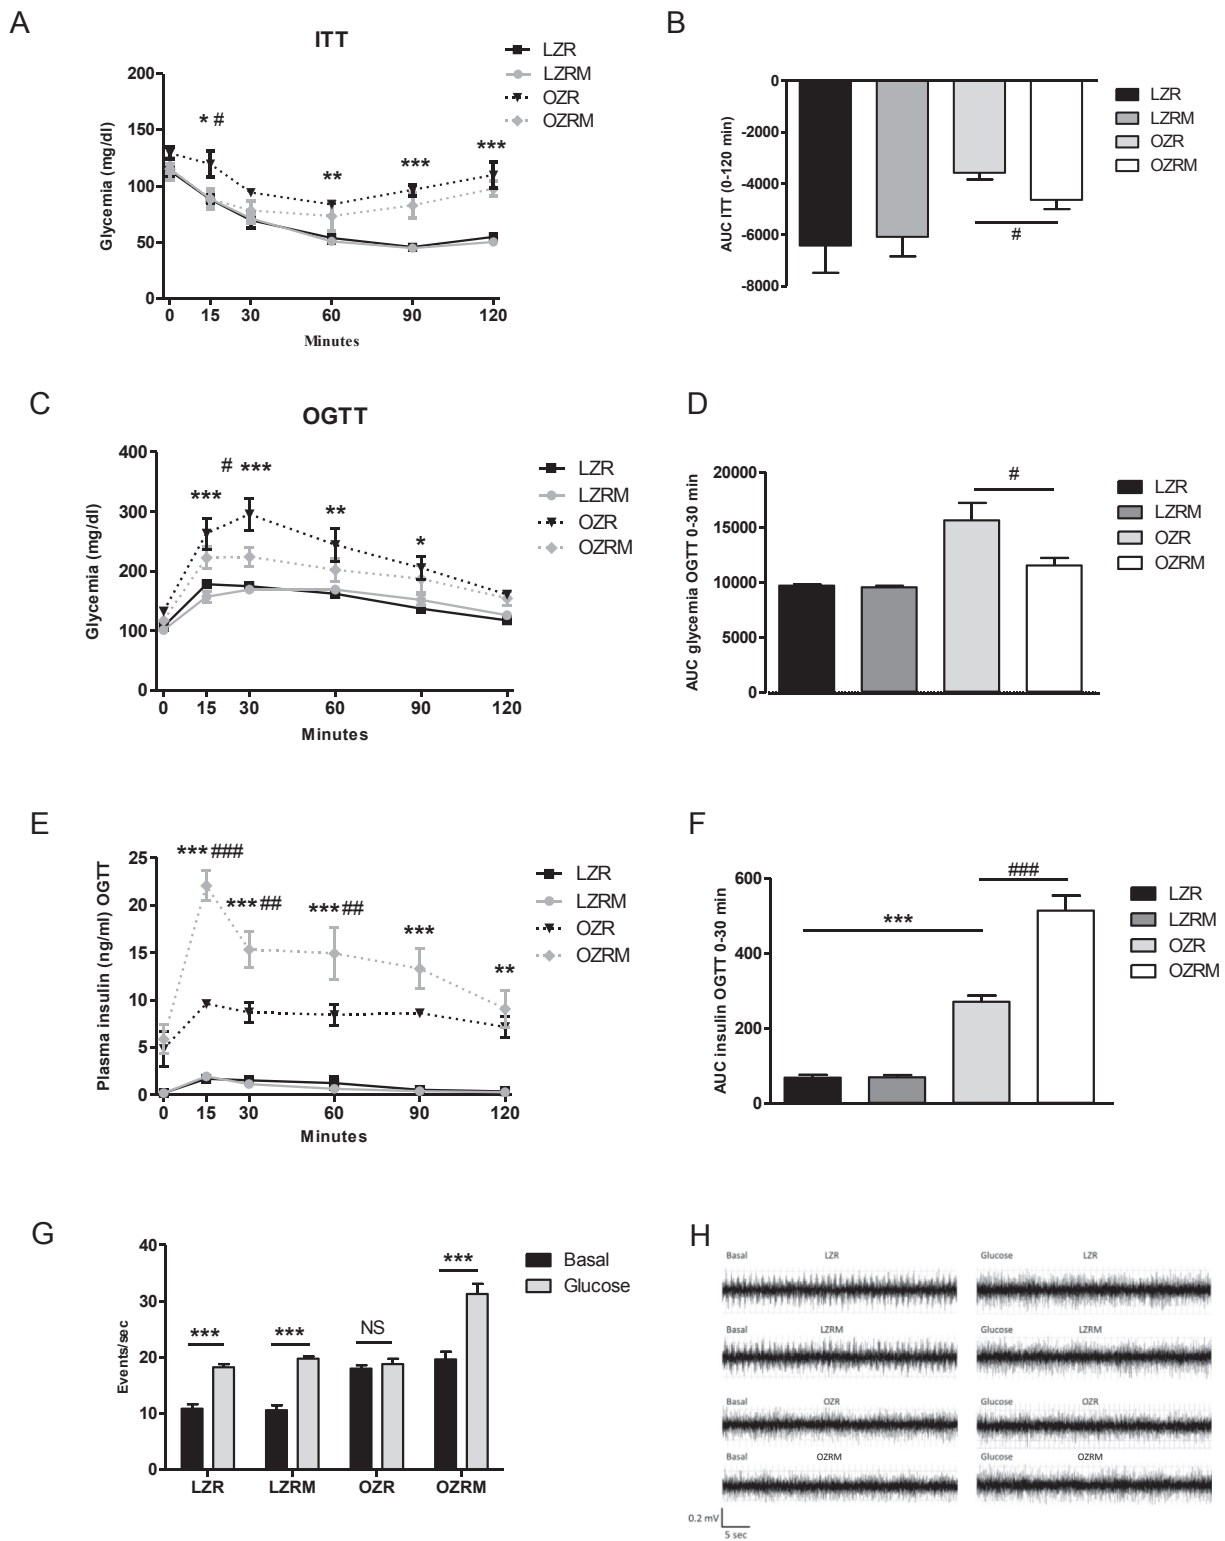 A
ITT
LZR
LZRM
OZR
OZRM
Glycemia (mg/dl)
200
150
100
50
0
* #
**
***
***
0 15 30 60 90 120
Minutes
B
AUC ITT (0-120 min)
0
-2000
-4000
-6000
-8000
#
LZR
LZRM
OZR
OZRM
C
OGTT
Glycemia (mg/dl)
400
300
200
100
0
***
# ***
**
*
0 15 30 60 90 120
Minutes
LZR
LZRM
OZR
OZRM
D
AUC glycemia OGTT 0-30 min
20000
15000
10000
5000
0
#
LZR
LZRM
OZR
OZRM
E
Plasma insulin (ng/ml) OGTT
25
20
15
10
5
0
***###
***##
***##
***
**
0 15 30 60 90 120
Minutes
LZR
LZRM
OZR
OZRM
F
AUC insulin OGTT 0-30 min
600
400
200
0
***
###
LZR
LZRM
OZR
OZRM
G
Events/sec
40
30
20
10
0
***
***
NS
***
LZR LZRM OZR OZRM
Basal
Glucose
H
Basal LZR Glucose LZR
Basal LZRM Glucose LZRM
Basal OZR Glucose OZR
Basal OZRM Glucose OZRM
0.2 mV
5 sec